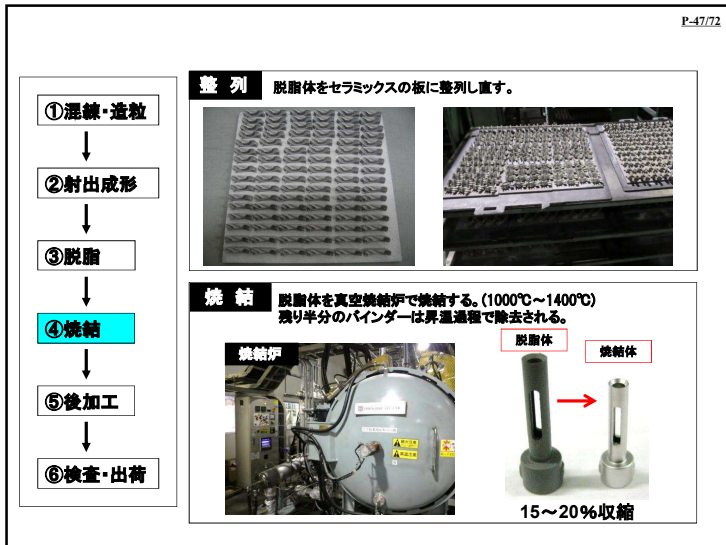 P-47/72
①混練・造粒
②射出成形
③脱脂
④焼結
⑤後加工
⑥検査・出荷
整 列
脱脂体をセラミックスの板に整列し直す。
焼 結
脱脂体を真空焼結炉で焼結する。(1000℃～1400℃)
残り半分のバインダーは昇温過程で除去される。
焼結炉
脱脂体
焼結体
15～20%収縮